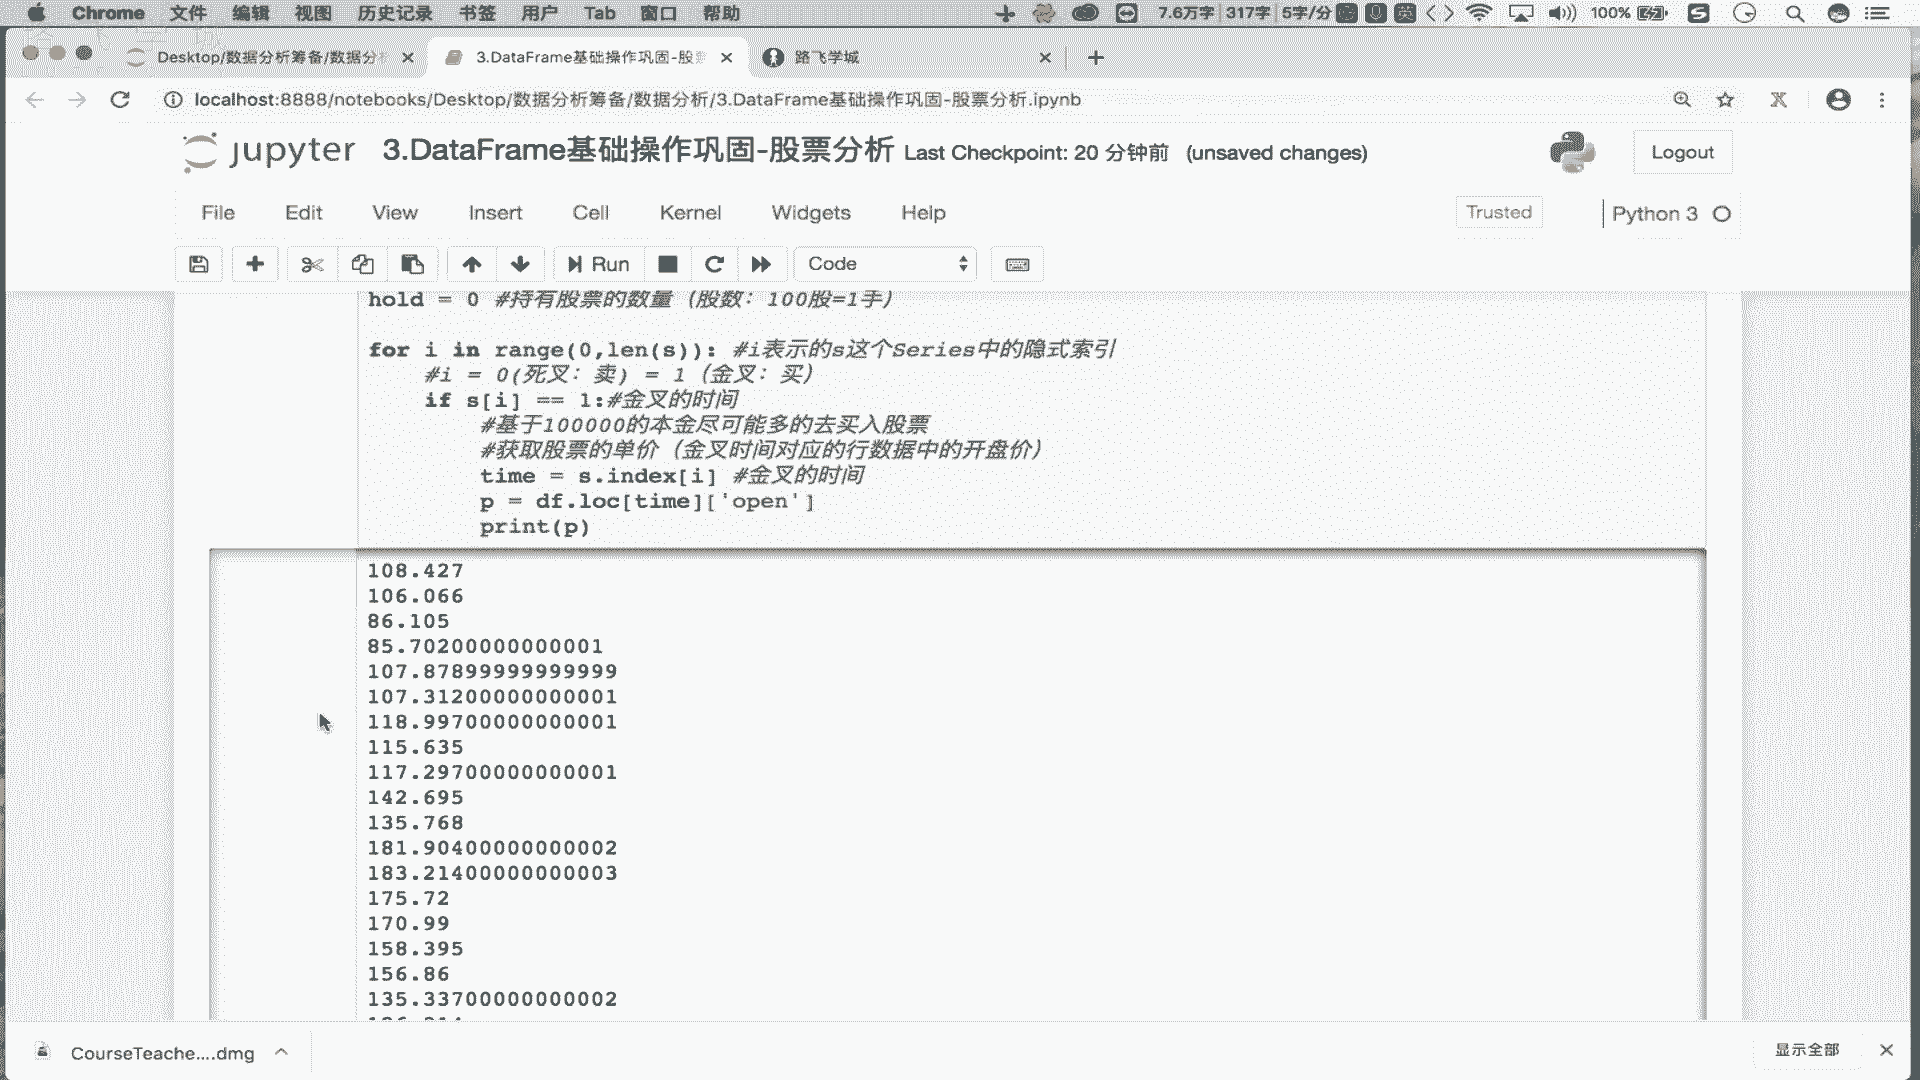 Chrome 文件 编辑 视图 历史记录 书签 用户 Tab 窗口 帮助 7.6万字 317字 5字/分 英 100%
Desktop/数据分析筹备/数据分析 3.DataFrame基础操作巩固-股票 路飞学城
localhost:8888/notebooks/Desktop/数据分析筹备/数据分析/3.DataFrame基础操作巩固-股票分析.ipynb
jupyter 3.DataFrame基础操作巩固-股票分析 Last Checkpoint: 20 分钟前 (unsaved changes) Logout
File Edit View Insert Cell Kernel Widgets Help Trusted Python 3
Run Code
hold = 0 #持有股票的数量（股数：100股=1手）
for i in range(0,len(s)): #i表示的s这个Series中的隐式索引
#i = 0(死叉：卖) = 1（金叉：买）
if s[i] == 1:#金叉的时间
#基于100000的本金尽可能多的去买入股票
#获取股票的单价（金叉时间对应的行数据中的开盘价）
time = s.index[i] #金叉的时间
p = df.loc[time]['open']
print(p)
108.427
106.066
86.105
85.70200000000001
107.87899999999999
107.31200000000001
118.99700000000001
115.635
117.29700000000001
142.695
135.768
181.90400000000002
183.21400000000003
175.72
170.99
158.395
156.86
135.33700000000002
CourseTeache....dmg 显示全部